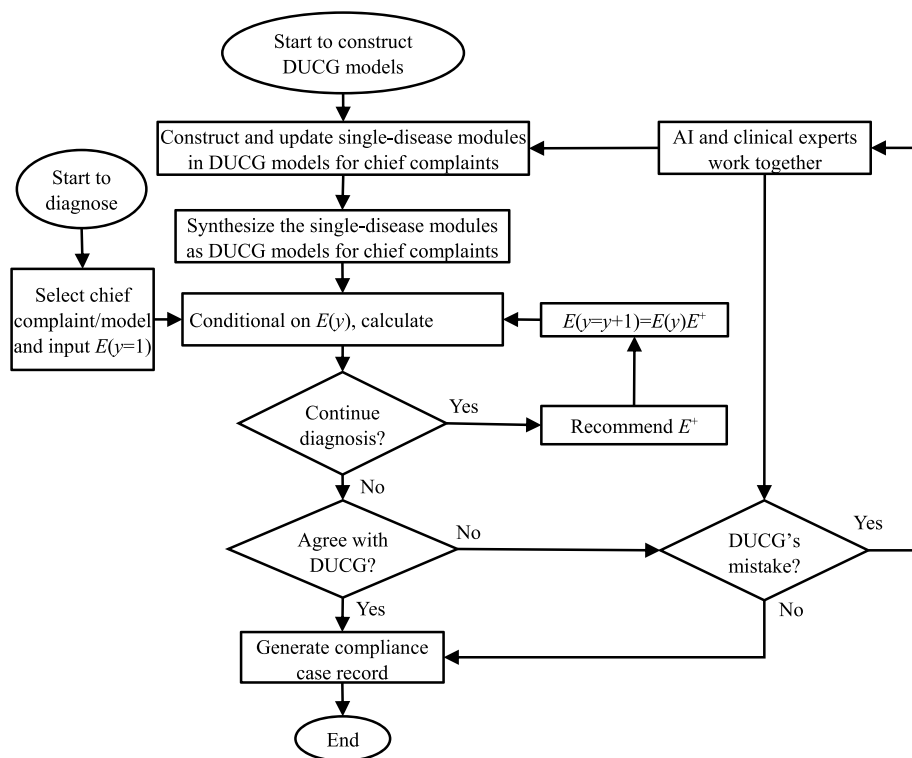 Start to construct
DUCG models
Construct and update single-disease modules
in DUCG models for chief complaints
AI and clinical experts
work together
Start to
diagnose
Synthesize the single-disease modules
as DUCG models for chief complaints
Select chief
complaint/model
and input E(y=1)
Conditional on E(y), calculate
E(y=y+1)=E(y)E⁺
Continue
diagnosis?
Yes
Recommend E⁺
No
Agree with
DUCG?
No
DUCG's
mistake?
Yes
Yes
No
Generate compliance
case record
End